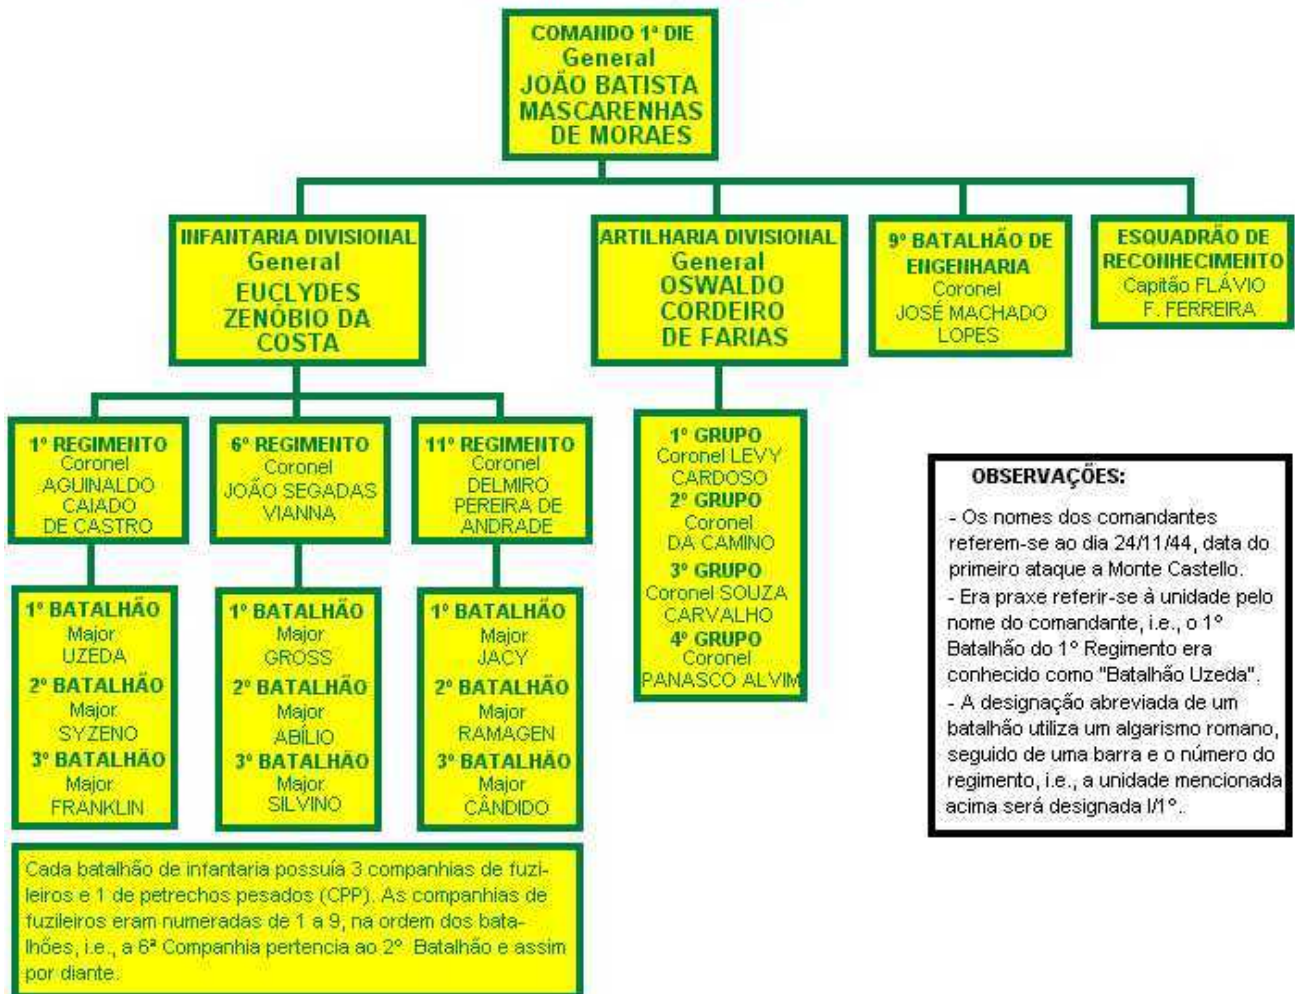 COMANDO 1ª DIE
General
JOÃO BATISTA
MASCARENHAS
DE MORAES
INFANTARIA DIVISIONAL
General
EUCLYDES
ZENÓBIO DA
COSTA
ARTILHARIA DIVISIONAL
General
OSWALDO
CORDEIRO
DE FARIAS
9º BATALHÃO DE
ENGENHARIA
Coronel
JOSÉ MACHADO
LOPES
ESQUADRÃO DE
RECONHECIMENTO
Capitão FLÁVIO
F. FERREIRA
1º REGIMENTO
Coronel
AGUINALDO
CAIADO
DE CASTRO
6º REGIMENTO
Coronel
JOÃO SEGADAS
VIANNA
11º REGIMENTO
Coronel
DELMIRO
PEREIRA DE
ANDRADE
1º GRUPO
Coronel LEVY
CARDOSO
2º GRUPO
Coronel
DA CAMINO
3º GRUPO
Coronel SOUZA
CARVALHO
4º GRUPO
Coronel
PANASCO ALVIM
1º BATALHÃO
Major
UZEDA
2º BATALHÃO
Major
SYZENO
3º BATALHÃO
Major
FRANKLIN
1º BATALHÃO
Major
GROSS
2º BATALHÃO
Major
ABÍLIO
3º BATALHÃO
Major
SILVINO
1º BATALHÃO
Major
JACY
2º BATALHÃO
Major
RAMAGEN
3º BATALHÃO
Major
CÂNDIDO
Cada batalhão de infantaria possuía 3 companhias de fuzi-
leiros e 1 de petrechos pesados (CPP). As companhias de
fuzileiros eram numeradas de 1 a 9, na ordem dos bata-
lhões, i.e., a 6ª Companhia pertencia ao 2º Batalhão e assim
por diante.
OBSERVAÇÕES:
- Os nomes dos comandantes
referem-se ao dia 24/11/44, data do
primeiro ataque a Monte Castello.
- Era praxe referir-se à unidade pelo
nome do comandante, i.e., o 1º
Batalhão do 1º Regimento era
conhecido como "Batalhão Uzeda".
- A designação abreviada de um
batalhão utiliza um algarismo romano,
seguido de uma barra e o número do
regimento, i.e., a unidade mencionada
acima será designada I/1º.